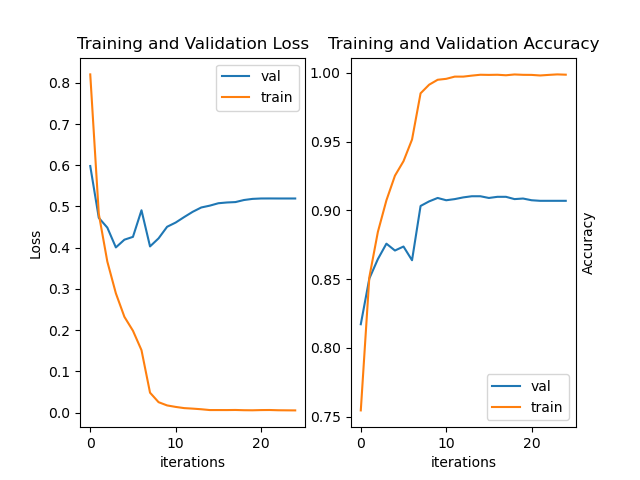 Training and Validation Loss
0.8
0.7
0.6
0.5
0.4
0.3
0.2
0.1
0.0
Loss
0
10
20
iterations
val
train
Training and Validation Accuracy
1.00
0.95
0.90
0.85
0.80
0.75
Accuracy
0
10
20
iterations
val
train